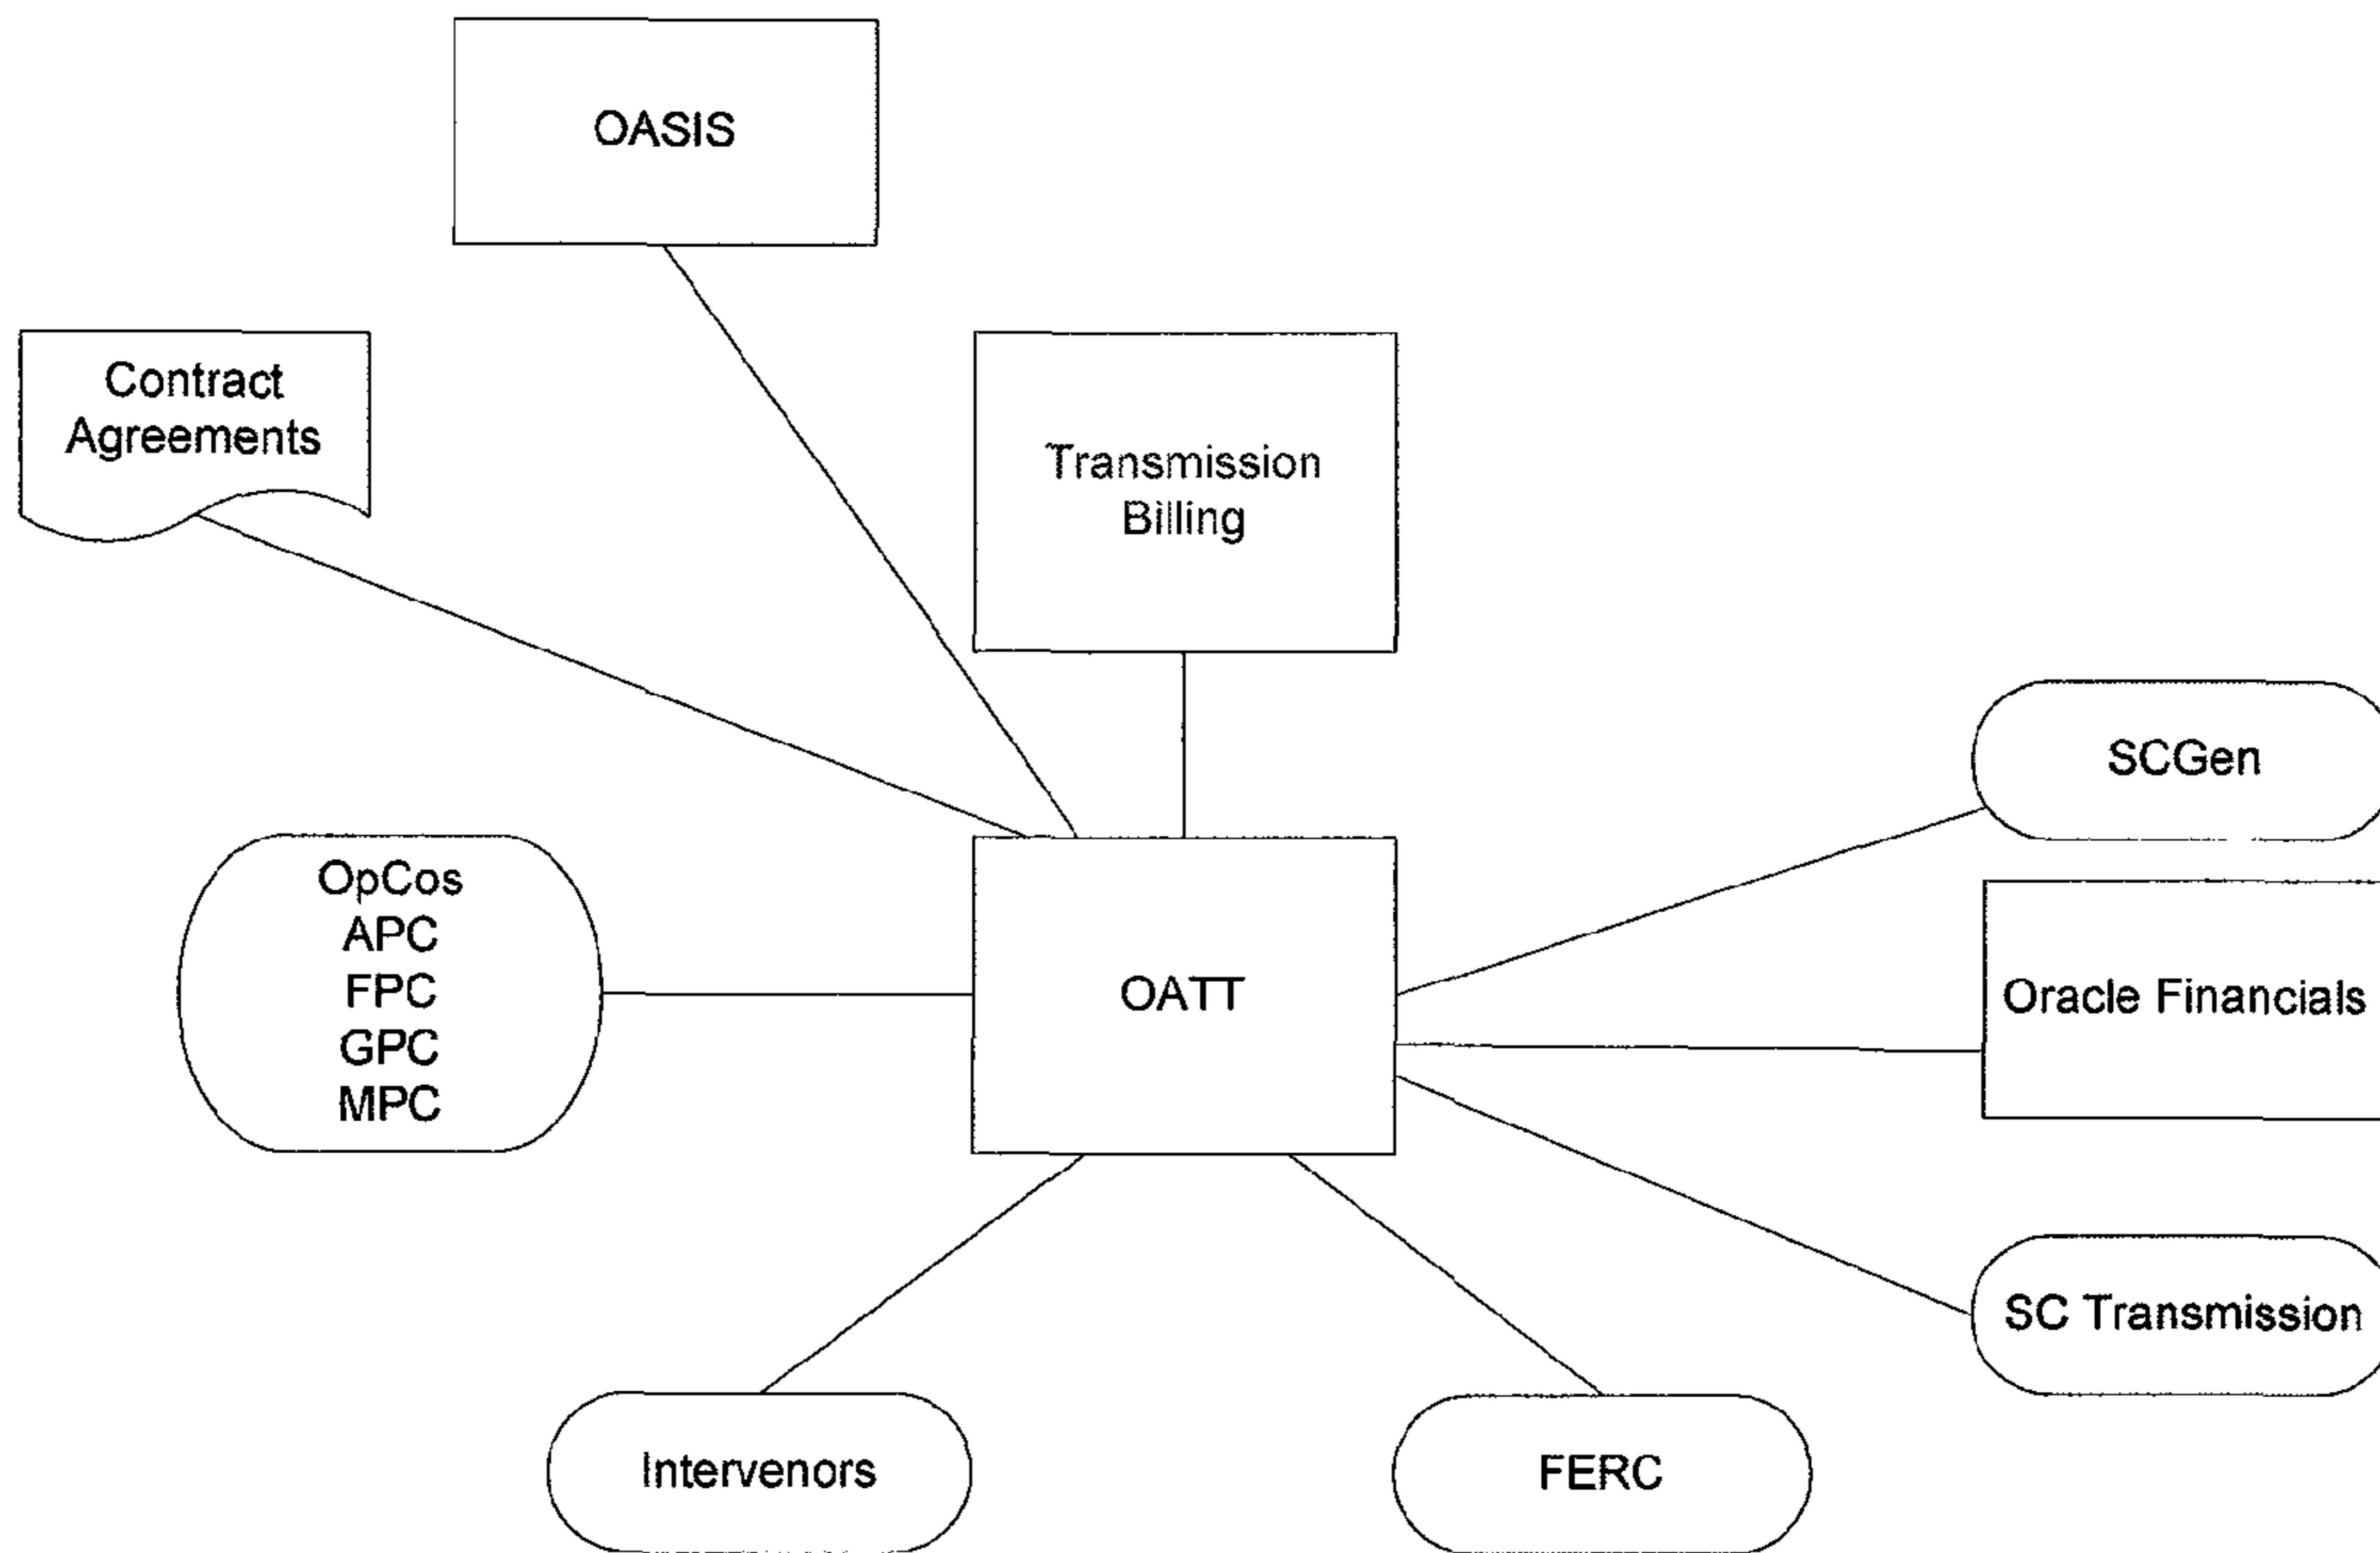 OASIS
Contract
Agreements
Transmission
Billing
SCGen
OpCos
APC
FPC
GPC
MPC
OATT
Oracle Financials
SC Transmission
Intervenors
FERC